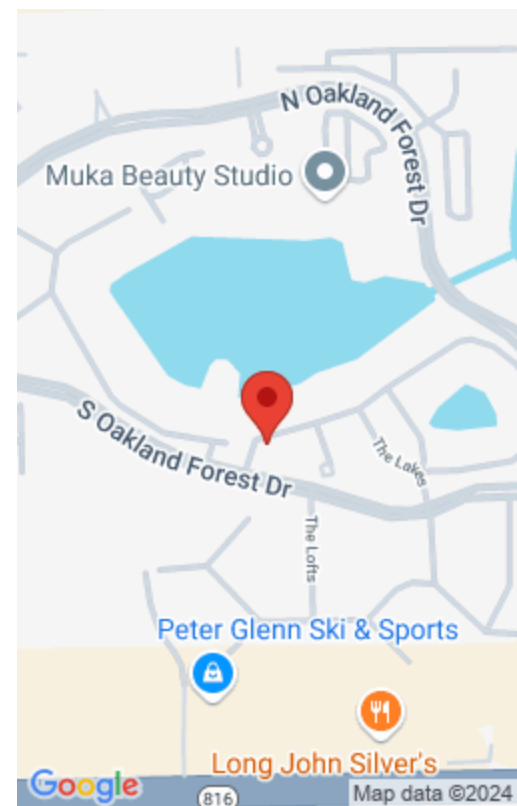 N Oakland Forest Dr
Muka Beauty Studio
S Oakland Forest Dr
The Lakes
The Lofts
Peter Glenn Ski & Sports
Long John Silver's
Google
816
Map data ©2024